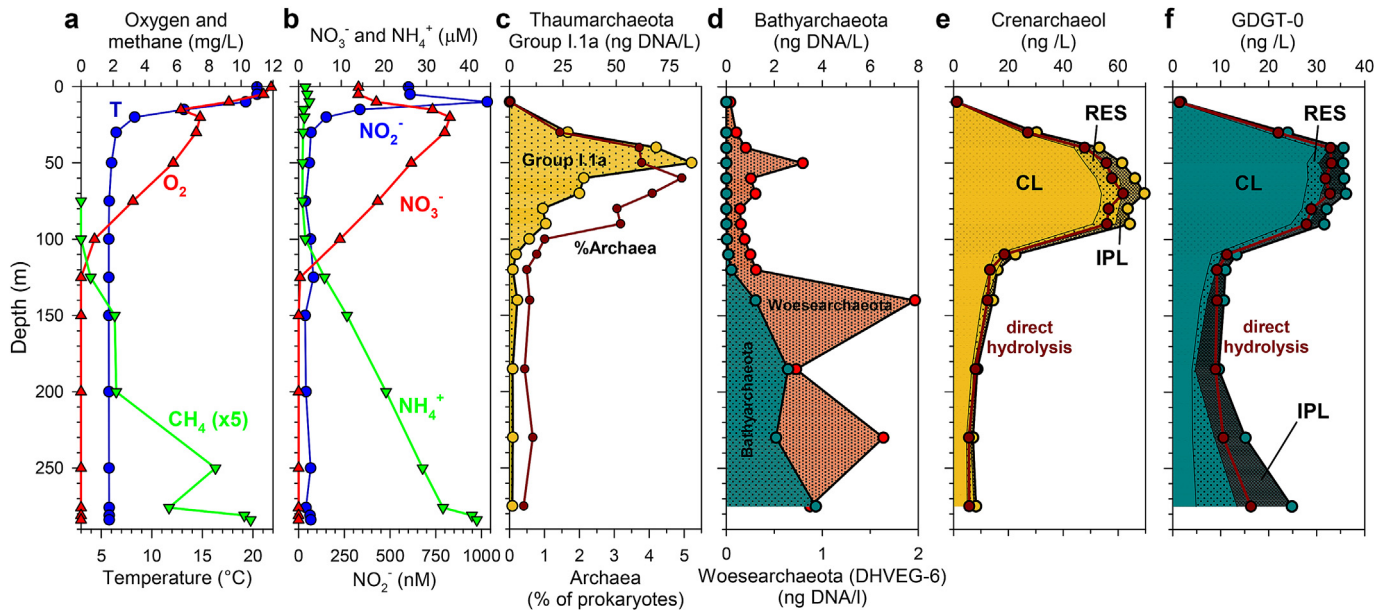 a
Oxygen and
methane (mg/L)
0 2 4 6 8 10 12
Depth (m)
0
50
100
150
200
250
T
O₂
CH₄ (x5)
5 10 15 20
Temperature (°C)
b
NO₃⁻ and NH₄⁺ (μM)
0 10 20 30 40
NO₂⁻
NO₃⁻
NH₄⁺
0 250 500 750 1000
NO₂⁻ (nM)
c
Thaumarchaeota
Group I.1a (ng DNA/L)
0 25 50 75
Group I.1a
%Archaea
0 1 2 3 4 5
Archaea
(% of prokaryotes)
d
Bathyarchaeota
(ng DNA/L)
0 2 4 6 8
Woesearchaeota
Bathyarchaeota
0 1 2
Woesearchaeota (DHVEG-6)
(ng DNA/l)
e
Crenarchaeol
(ng /L)
0 10 20 30 40 50 60 70
RES
CL
IPL
direct
hydrolysis
f
GDGT-0
(ng /L)
0 10 20 30 40
RES
CL
direct
hydrolysis
IPL